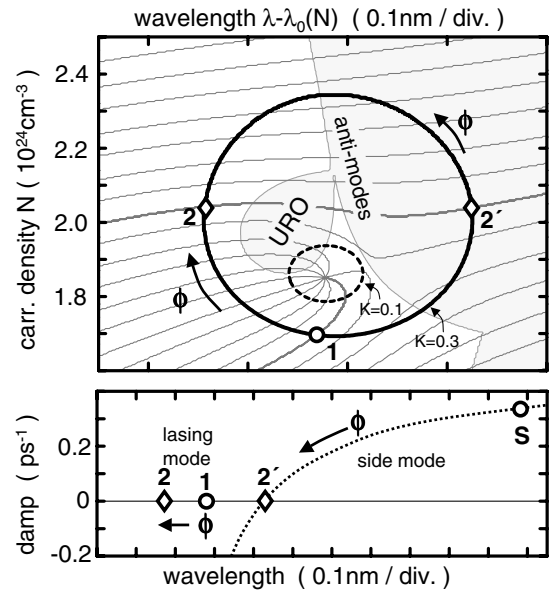 wavelength λ-λ₀(N) ( 0.1nm / div.)
carr. density N ( 10²⁴cm⁻³ )
2.4
2.2
2.0
1.8
ϕ
anti-modes
URO
2
2´
ϕ
K=0.1
K=0.3
1
damp ( ps⁻¹ )
0.2
0
-0.2
lasing
mode
ϕ
side mode
S
2
1
2´
ϕ
wavelength ( 0.1nm / div.)